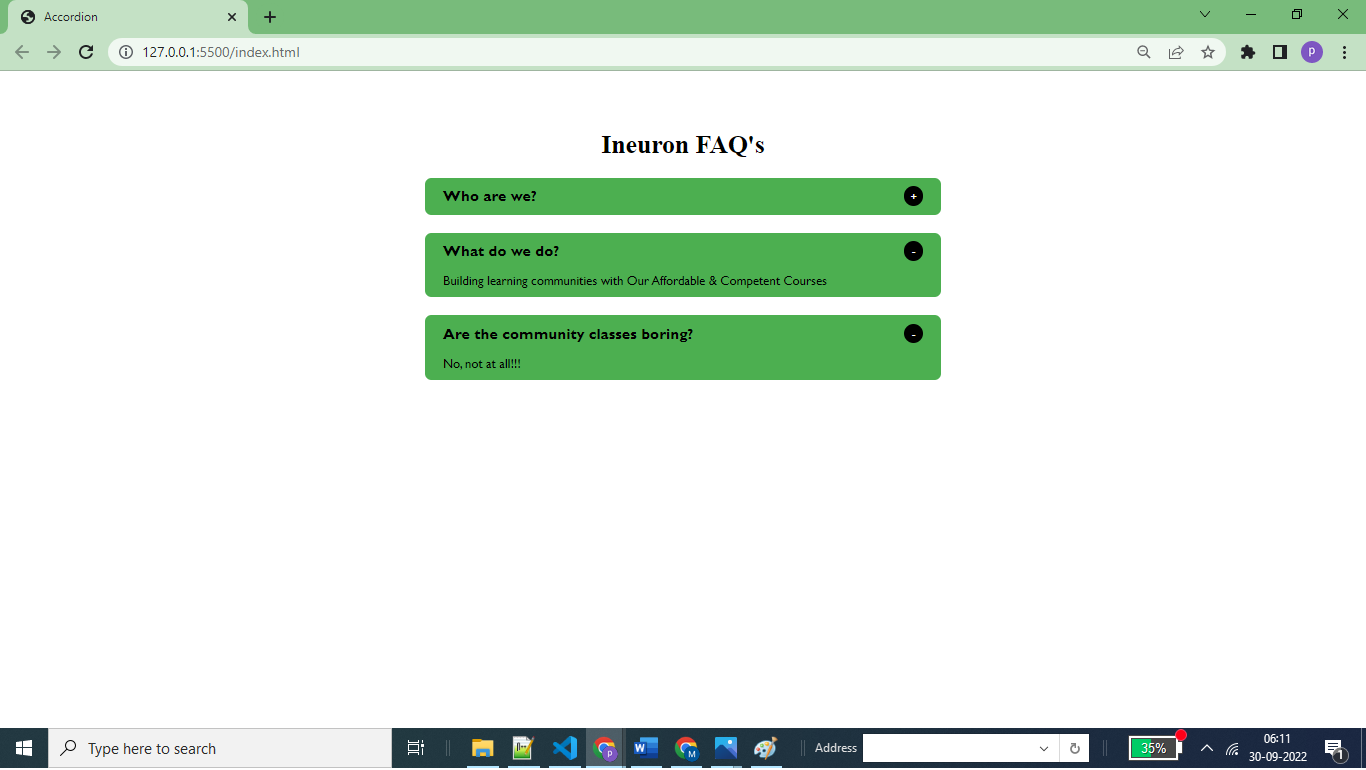 Accordion
127.0.0.1:5500/index.html
P
Ineuron FAQ's
Who are we?
+
What do we do?
-
Building learning communities with Our Affordable & Competent Courses
Are the community classes boring?
-
No, not at all!!!
Type here to search
P
W
M
Address
35%
06:11
30-09-2022
1